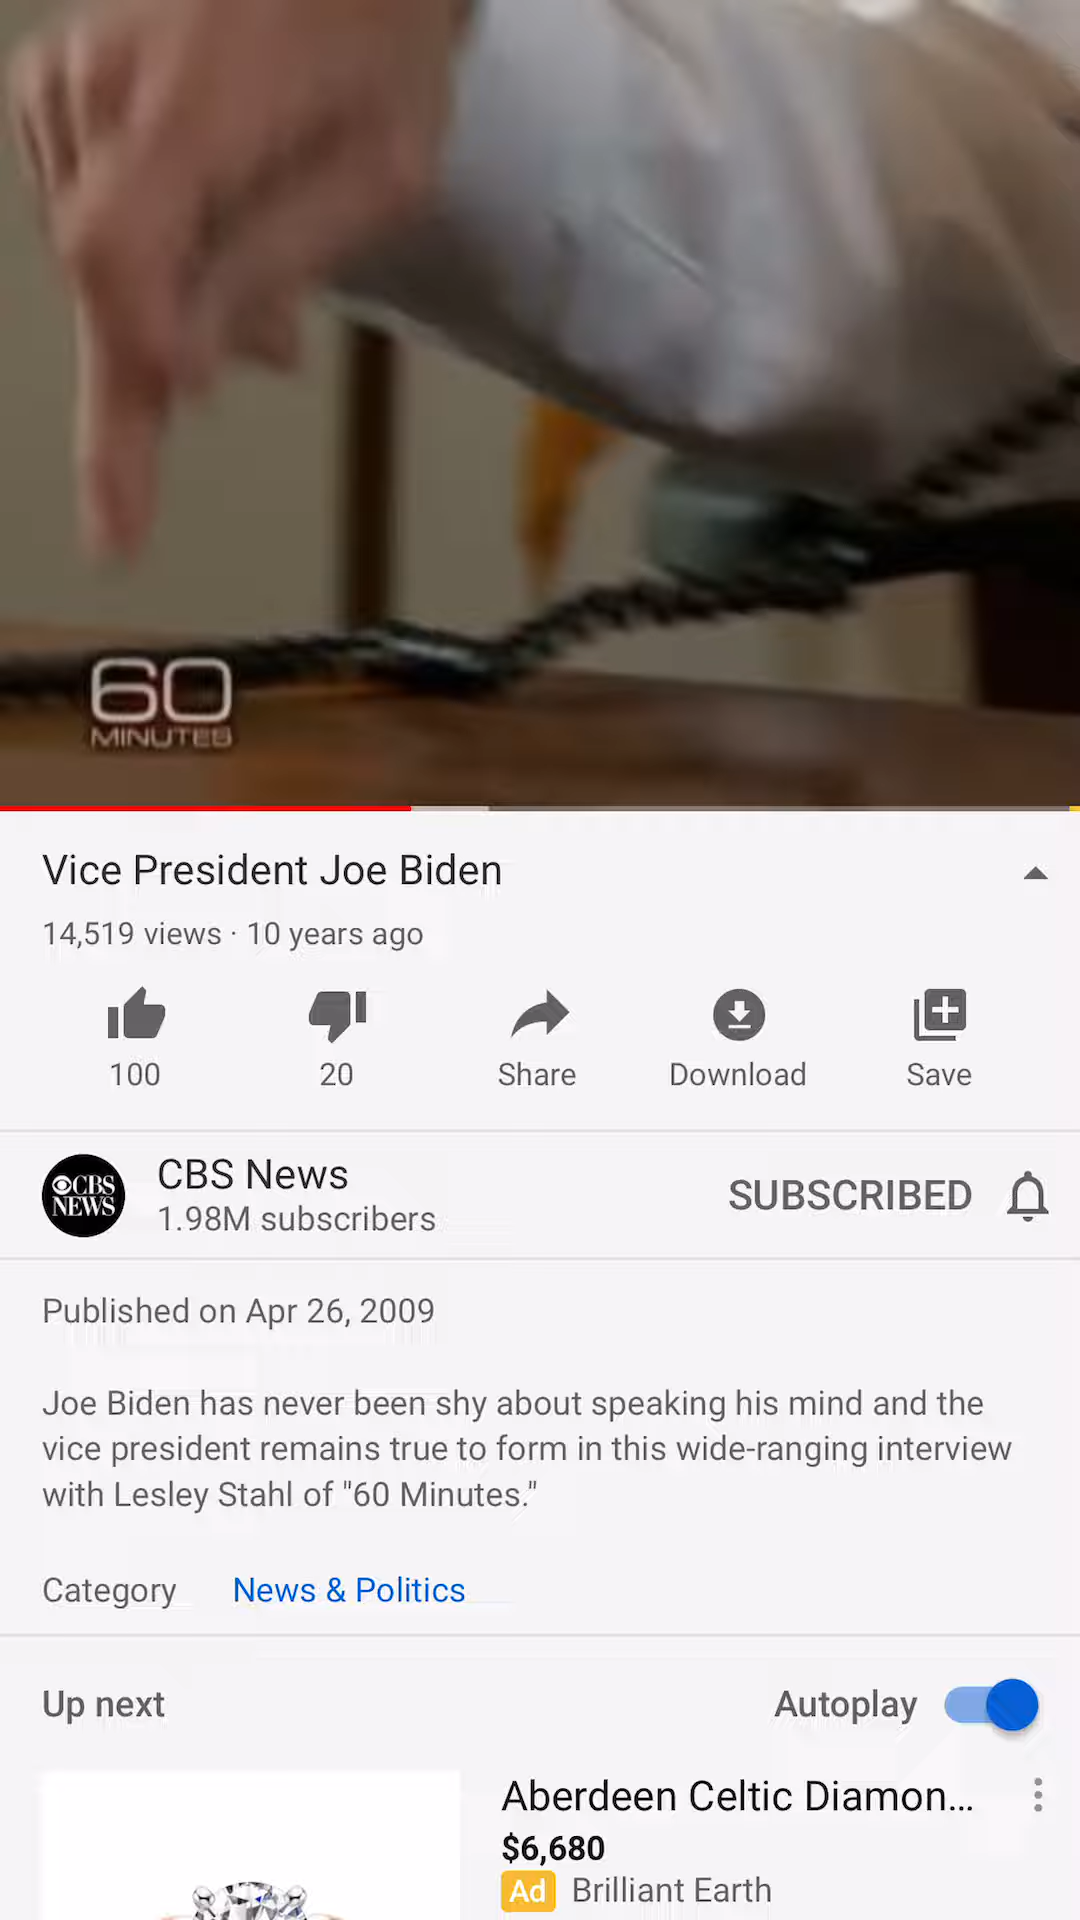 60
MINUTES
Vice President Joe Biden
14,519 views · 10 years ago
100
20
Share
Download
Save
CBS
NEWS
CBS News
1.98M subscribers
SUBSCRIBED
Published on Apr 26, 2009
Joe Biden has never been shy about speaking his mind and the
vice president remains true to form in this wide-ranging interview
with Lesley Stahl of "60 Minutes."
Category News & Politics
Up next
Autoplay
Aberdeen Celtic Diamon...
$6,680
Ad Brilliant Earth